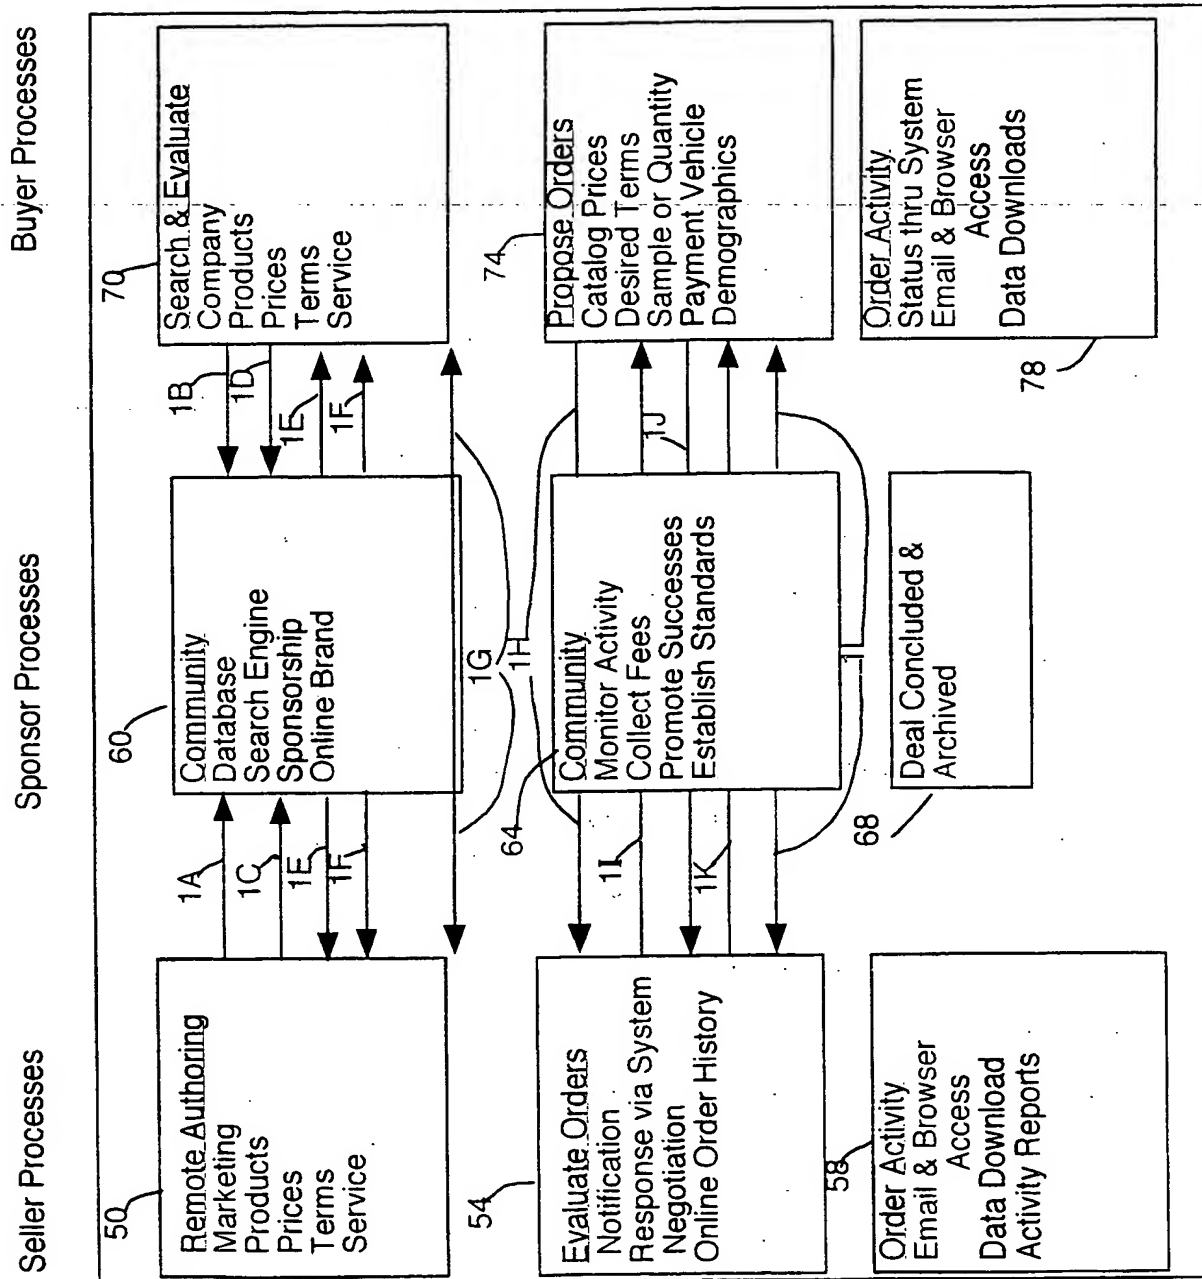 Seller Processes
Sponsor Processes
Buyer Processes
50
Remote Authoring
Marketing
Products
Prices
Terms
Service
1A
1C
1E
1F
60
Community
Database
Search Engine
Sponsorship
Online Brand
1B
1D
1E
1F
70
Search & Evaluate
Company
Products
Prices
Terms
Service
1G
1H
54
Evaluate Orders
Notification
Response via System
Negotiation
Online Order History
1I
1K
64
Community
Monitor Activity
Collect Fees
Promote Successes
Establish Standards
1J
1L
74
Propose Orders
Catalog Prices
Desired Terms
Sample or Quantity
Payment Vehicle
Demographics
58
Order Activity
Email & Browser
Access
Data Download
Activity Reports
68
Deal Concluded &
Archived
78
Order Activity
Status thru System
Email & Browser
Access
Data Downloads